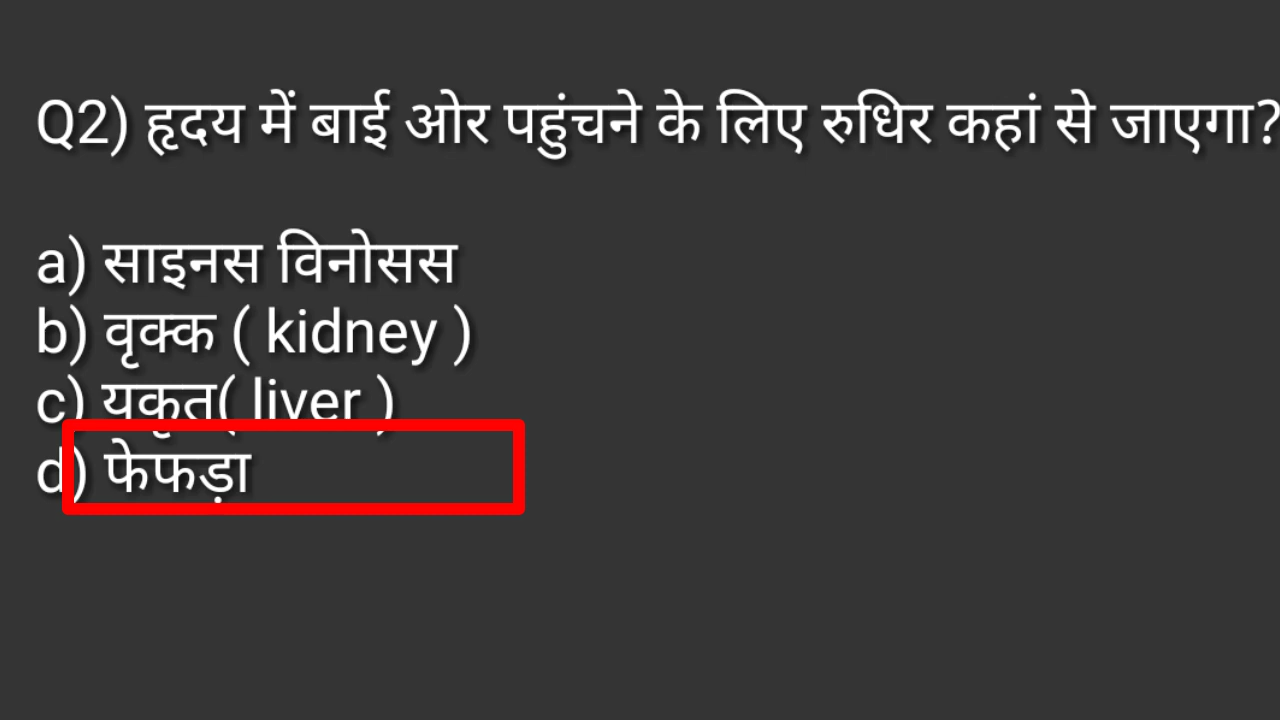 Q2) हृदय में बाई ओर पहुंचने के लिए रुधिर कहां से जाएगा?
a) साइनस विनोसस
b) वृक्क ( kidney )
c) यकृत( liver )
d) फेफड़ा